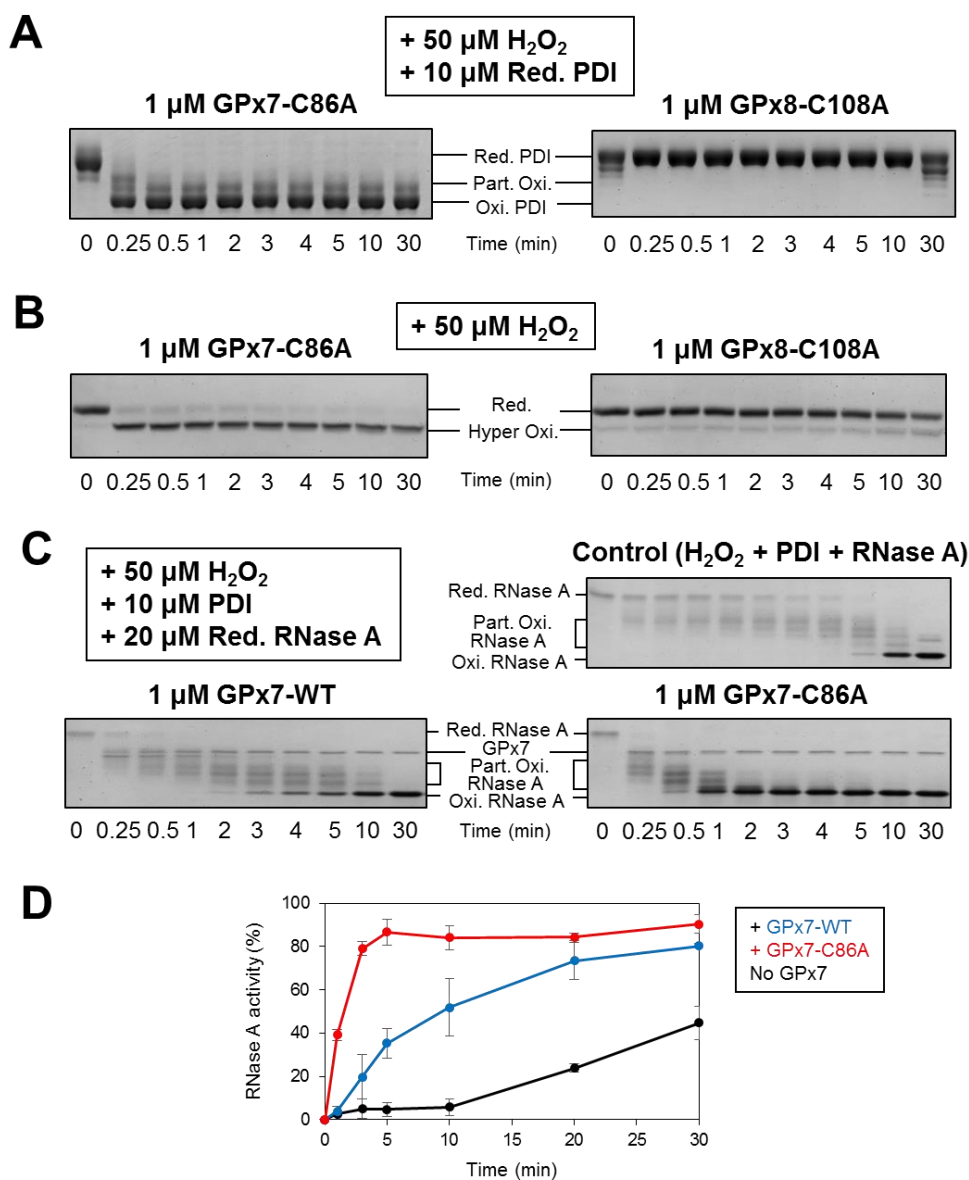 A
+ 50 µM H₂O₂
+ 10 µM Red. PDI
1 µM GPx7-C86A
1 µM GPx8-C108A
Red. PDI
Part. Oxi.
Oxi. PDI
0 0.25 0.5 1 2 3 4 5 10 30 Time (min) 0 0.25 0.5 1 2 3 4 5 10 30
B
+ 50 µM H₂O₂
1 µM GPx7-C86A
1 µM GPx8-C108A
Red.
Hyper Oxi.
0 0.25 0.5 1 2 3 4 5 10 30 Time (min) 0 0.25 0.5 1 2 3 4 5 10 30
C
+ 50 µM H₂O₂
+ 10 µM PDI
+ 20 µM Red. RNase A
Control (H₂O₂ + PDI + RNase A)
Red. RNase A
Part. Oxi.
RNase A
Oxi. RNase A
1 µM GPx7-WT
1 µM GPx7-C86A
Red. RNase A
GPx7
Part. Oxi.
RNase A
Oxi. RNase A
0 0.25 0.5 1 2 3 4 5 10 30 Time (min) 0 0.25 0.5 1 2 3 4 5 10 30
D
RNase A activity (%)
100
80
60
40
20
0
0 5 10 15 20 25 30
Time (min)
+ GPx7-WT
+ GPx7-C86A
No GPx7